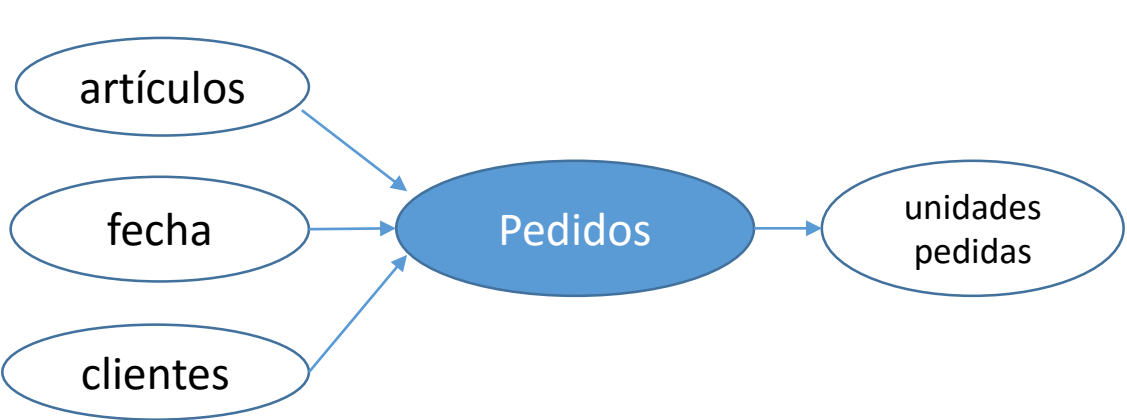 artículos
fecha
clientes
Pedidos
unidades
pedidas